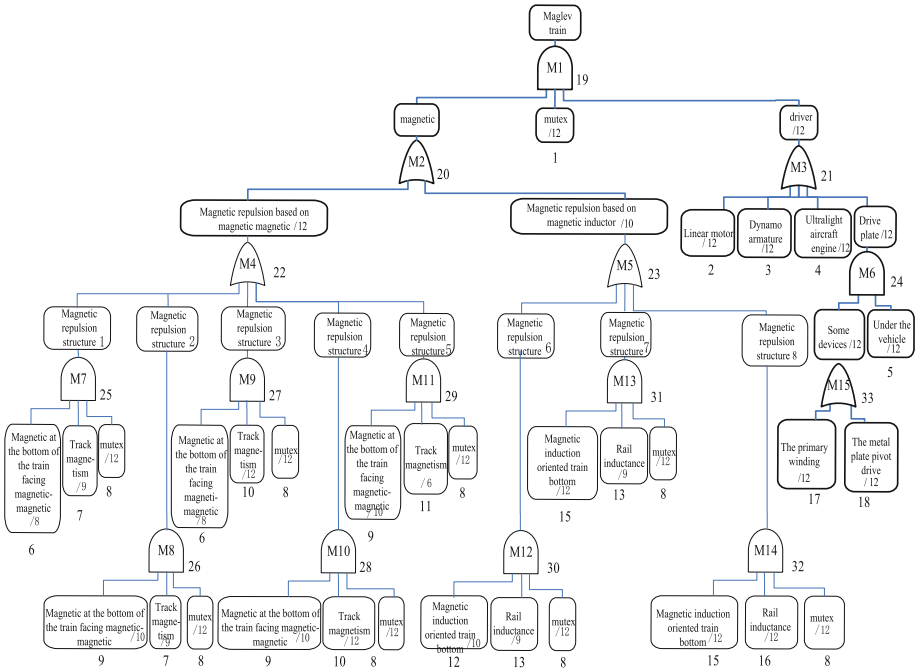 Maglev
train
M1
19
magnetic
mutex
/12
1
driver
/12
M2
20
M3
21
Magnetic repulsion based on
magnetic magnetic /12
Magnetic repulsion based on
magnetic inductor /10
Linear motor
/12
2
Dynamo
armature
/12
3
Ultralight
aircraft
engine/12
4
Drive
plate /12
M4
22
M5
23
M6
24
Magnetic
repulsion
structure 1
Magnetic
repulsion
structure 2
Magnetic
repulsion
structure 3
Magnetic
repulsion
structure 4
Magnetic
repulsion
structure 5
Magnetic
repulsion
structure 6
Magnetic
repulsion
structure 7
Magnetic
repulsion
structure 8
Some
devices /12
Under the
vehicle
/12
5
M7
25
M9
27
M11
29
M13
31
M15
33
Magnetic at
the bottom of
the train
facing
magnetic-
magnetic
/8
6
Track
magne-
tism
/9
7
mutex
/12
8
Magnetic at
the bottom of
the train
facing
magneti-
magnetic
/8
6
Track
magne-
tism
/12
10
mutex
/12
8
Magnetic at
the bottom of
the train
facing
magnetic-
magnetic
/10
9
Track
magnetism
/6
11
mutex
/12
8
Magnetic
induction
oriented train
bottom /12
15
Rail
inductance
/9
13
mutex
/12
8
The primary
winding
/12
17
The metal
plate pivot
drive
/12
18
M8
26
M10
28
M12
30
M14
32
Magnetic at the bottom of
the train facing magnetic-
magnetic /10
9
Track
magne-
tism
/9
7
mutex
/12
8
Magnetic at the bottom of
the train facing magnetic-
magnetic /10
9
Track
magnetism
/12
10
mutex
/12
8
Magnetic
induction
oriented train
bottom /10
12
Rail
inductance
/9
13
mutex
/12
8
Magnetic induction
oriented train
bottom /12
15
Rail
inductance
/12
16
mutex
/12
8